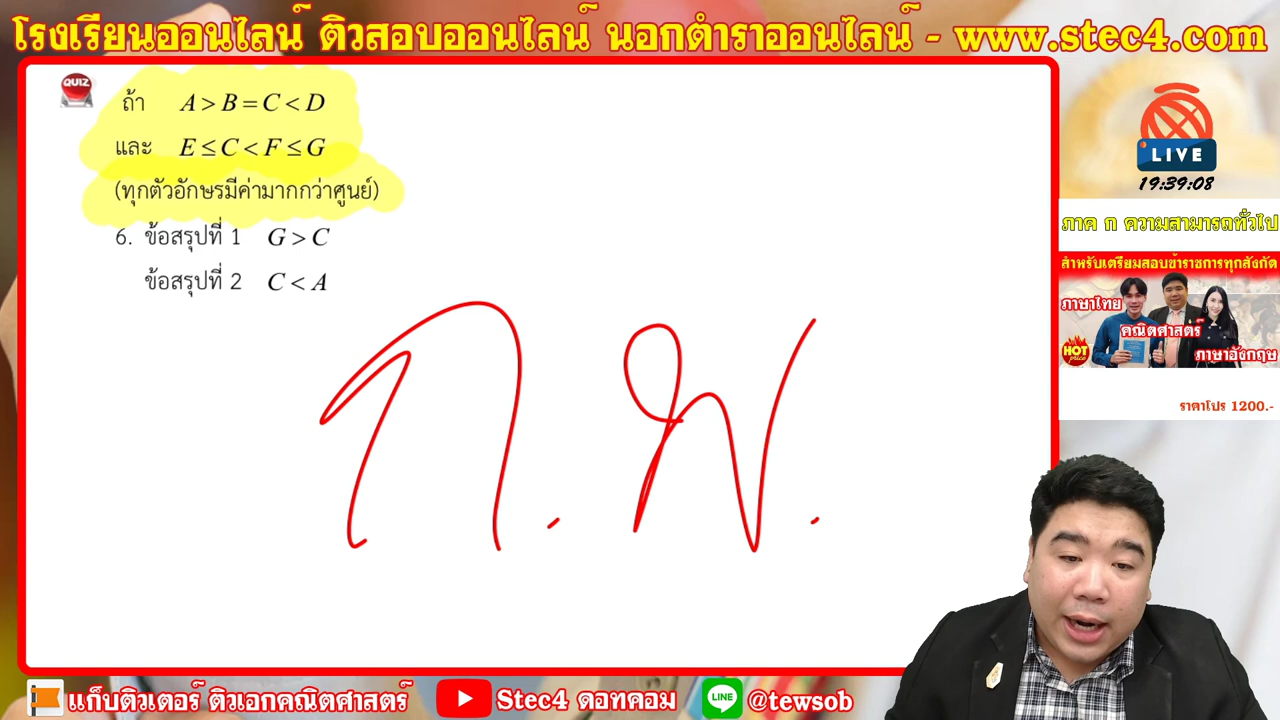 โรงเรียนออนไลน์ ติวสอบออนไลน์ นอกตำราออนไลน์ - www.stec4.com
QUIZ
ถ้า A > B = C < D
และ E ≤ C < F ≤ G
(ทุกตัวอักษรมีค่ามากกว่าศูนย์)
6. ข้อสรุปที่ 1 G > C
ข้อสรุปที่ 2 C < A
ก.พ.
LIVE
19:39:08
ภาค ก ความสามารถทั่วไป
สำหรับเตรียมสอบข้าราชการทุกสังกัด
ภาษาไทย
คณิตศาสตร์
HOT
price
ภาษาอังกฤษ
ราคาโปร 1200.-
แก็บติวเตอร์ ติวเอกคณิตศาสตร์
Stec4 ดอทคอม
LINE
@tewsob